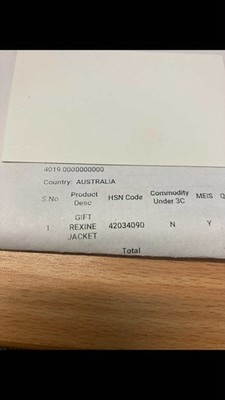 4019 0000000000
Country: AUSTRALIA
S.No Product Desc HSN Code Commodity Under 3C MEIS Q
1 GIFT REXINE JACKET 42034090 N Y
Total